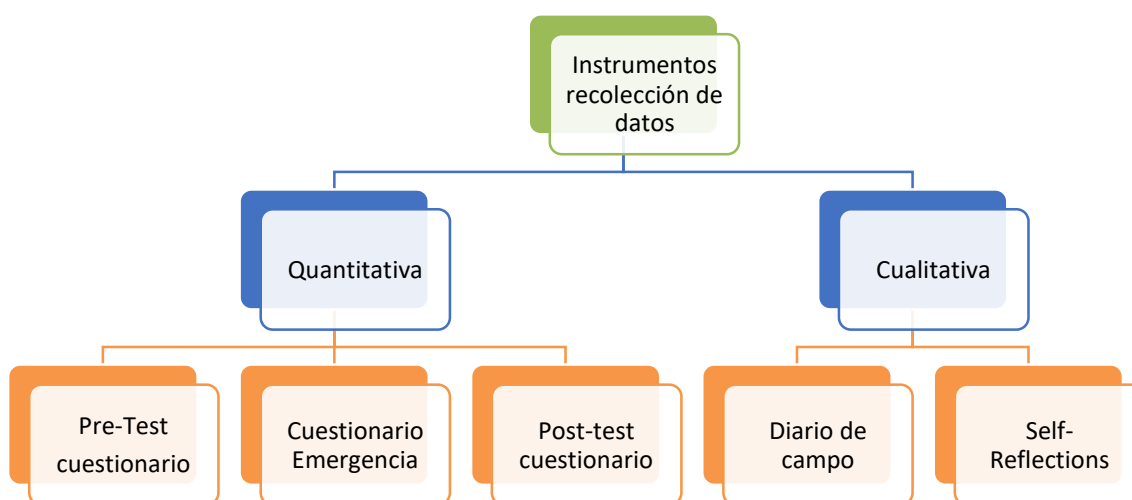 Instrumentos
recolección de
datos
Quantitativa
Cualitativa
Pre-Test
cuestionario
Cuestionario
Emergencia
Post-test
cuestionario
Diario de
campo
Self-
Reflections